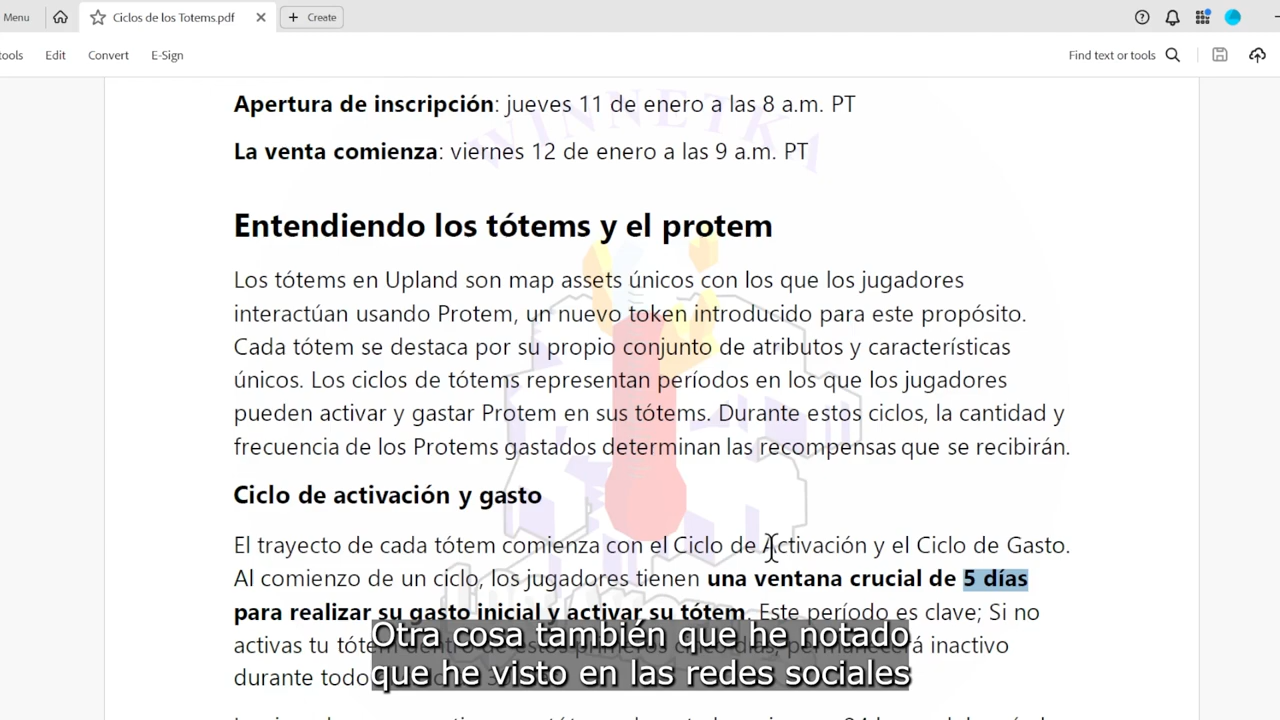 Menu
Ciclos de los Totems.pdf
Create
ools
Edit
Convert
E-Sign
Find text or tools
WINNETKA
Apertura de inscripción: jueves 11 de enero a las 8 a.m. PT
La venta comienza: viernes 12 de enero a las 9 a.m. PT
Entendiendo los tótems y el protem
Los tótems en Upland son map assets únicos con los que los jugadores
interactúan usando Protem, un nuevo token introducido para este propósito.
Cada tótem se destaca por su propio conjunto de atributos y características
únicos. Los ciclos de tótems representan períodos en los que los jugadores
pueden activar y gastar Protem en sus tótems. Durante estos ciclos, la cantidad y
frecuencia de los Protems gastados determinan las recompensas que se recibirán.
Ciclo de activación y gasto
El trayecto de cada tótem comienza con el Ciclo de Activación y el Ciclo de Gasto.
Al comienzo de un ciclo, los jugadores tienen una ventana crucial de 5 días
para realizar su gasto inicial y activar su tótem. Este período es clave; Si no
activas tu tótem dentro de estos primeros cinco días, permanecerá inactivo
durante todo
Otra cosa también que he notado
que he visto en las redes sociales